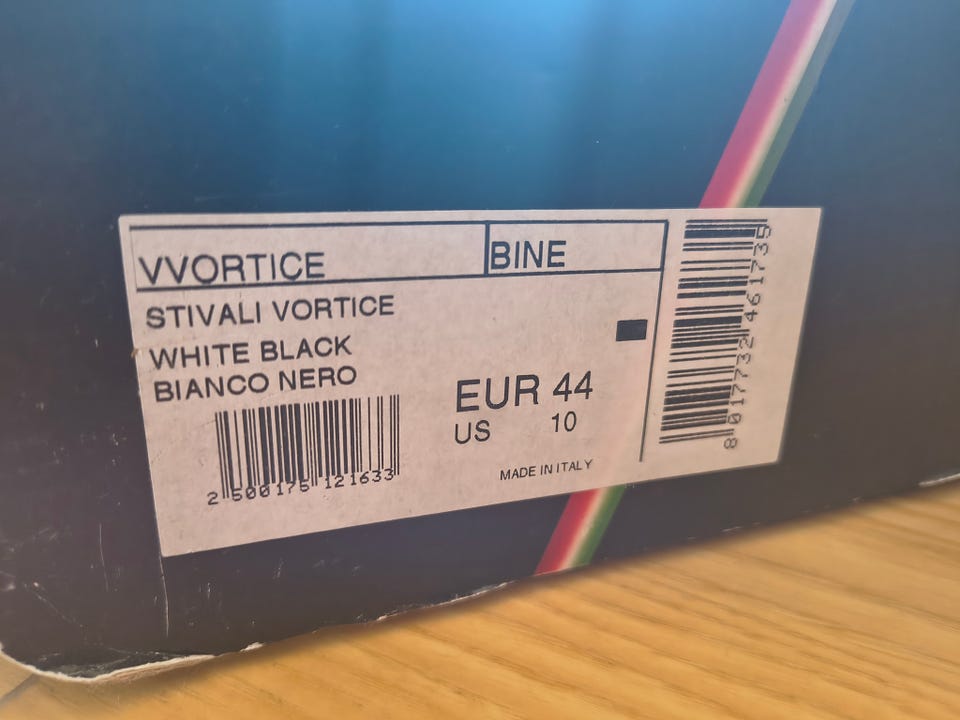 VVORTICE BINE
STIVALI VORTICE
WHITE BLACK
BIANCO NERO
EUR 44
US 10
MADE IN ITALY
2 500175 121633
8 017732 461735